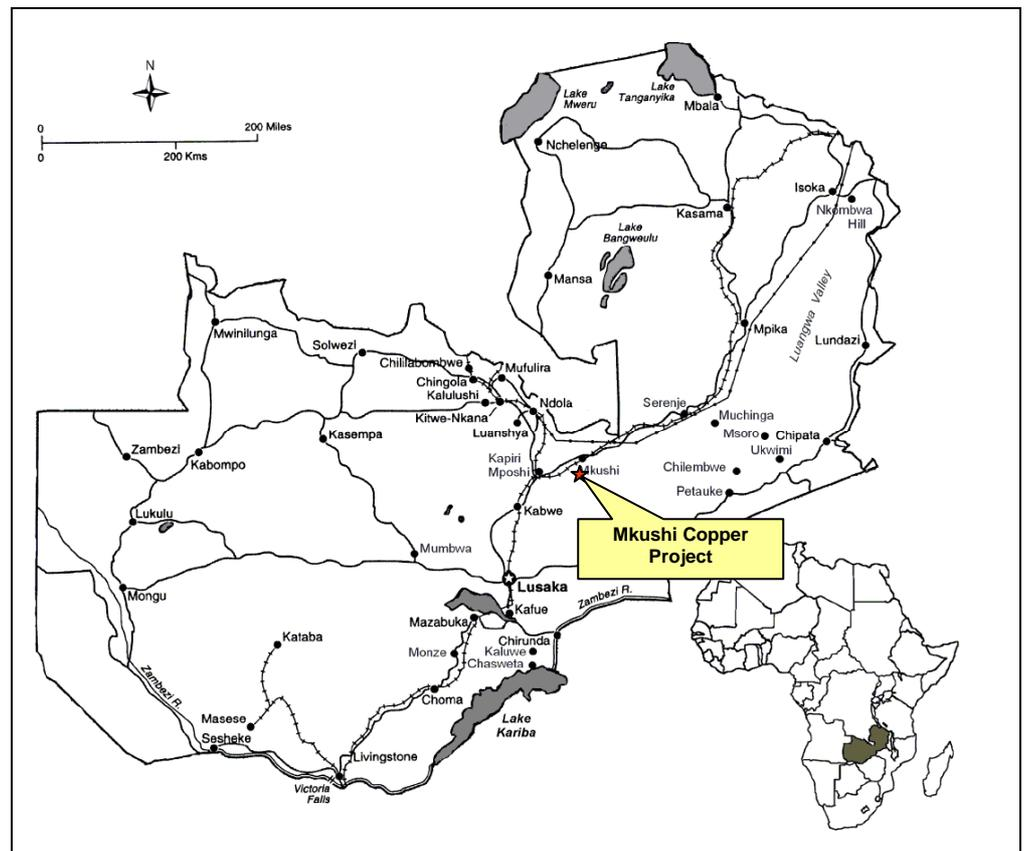 N
0
200 Miles
0
200 Kms
Lake
Mweru
Lake
Tanganyika
Mbala
Nchelenge
Isoka
Nkombwa
Hill
Kasama
Lake
Bangweulu
Mansa
Luangwa Valley
Mwinilunga
Mpika
Solwezi
Lundazi
Chililabombwe
Mufulira
Chingola
Kalulushi
Ndola
Kitwe-Nkana
Luanshya
Serenje
Muchinga
Msoro
Chipata
Ukwimi
Kasempa
Zambezi
Kabompo
Kapiri
Mposhi
Mkushi
Chilembwe
Petauke
Lukulu
Kabwe
Mkushi Copper
Project
Mumbwa
Mongu
Lusaka
Zambezi R.
Kafue
Mazabuka
Chirunda
Kataba
Monze
Kaluwe
Chasweta
Zambezi R.
Choma
Lake
Kariba
Masese
Sesheke
Livingstone
Victoria
Falls